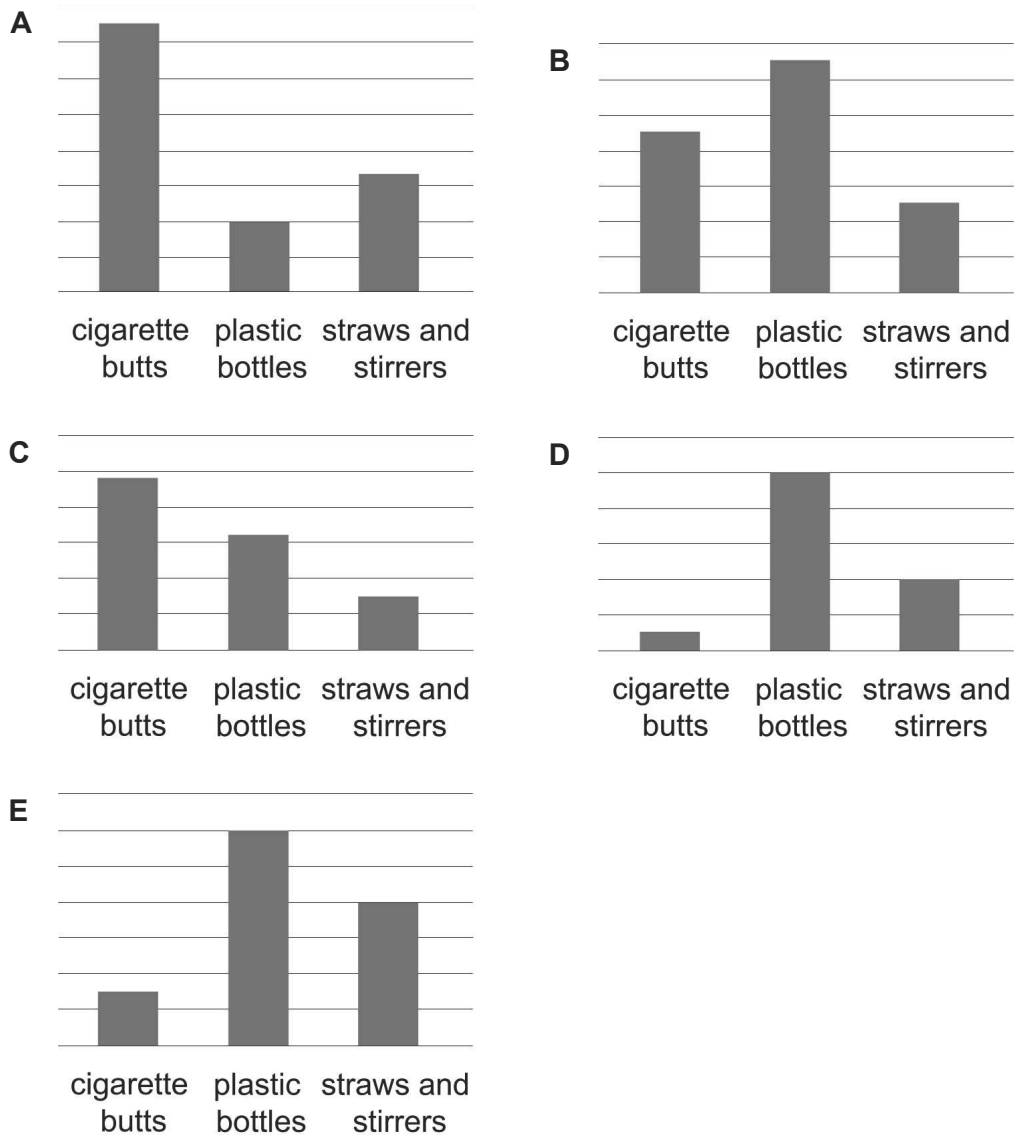 A
cigarette plastic straws and
butts bottles stirrers
B
cigarette plastic straws and
butts bottles stirrers
C
cigarette plastic straws and
butts bottles stirrers
D
cigarette plastic straws and
butts bottles stirrers
E
cigarette plastic straws and
butts bottles stirrers